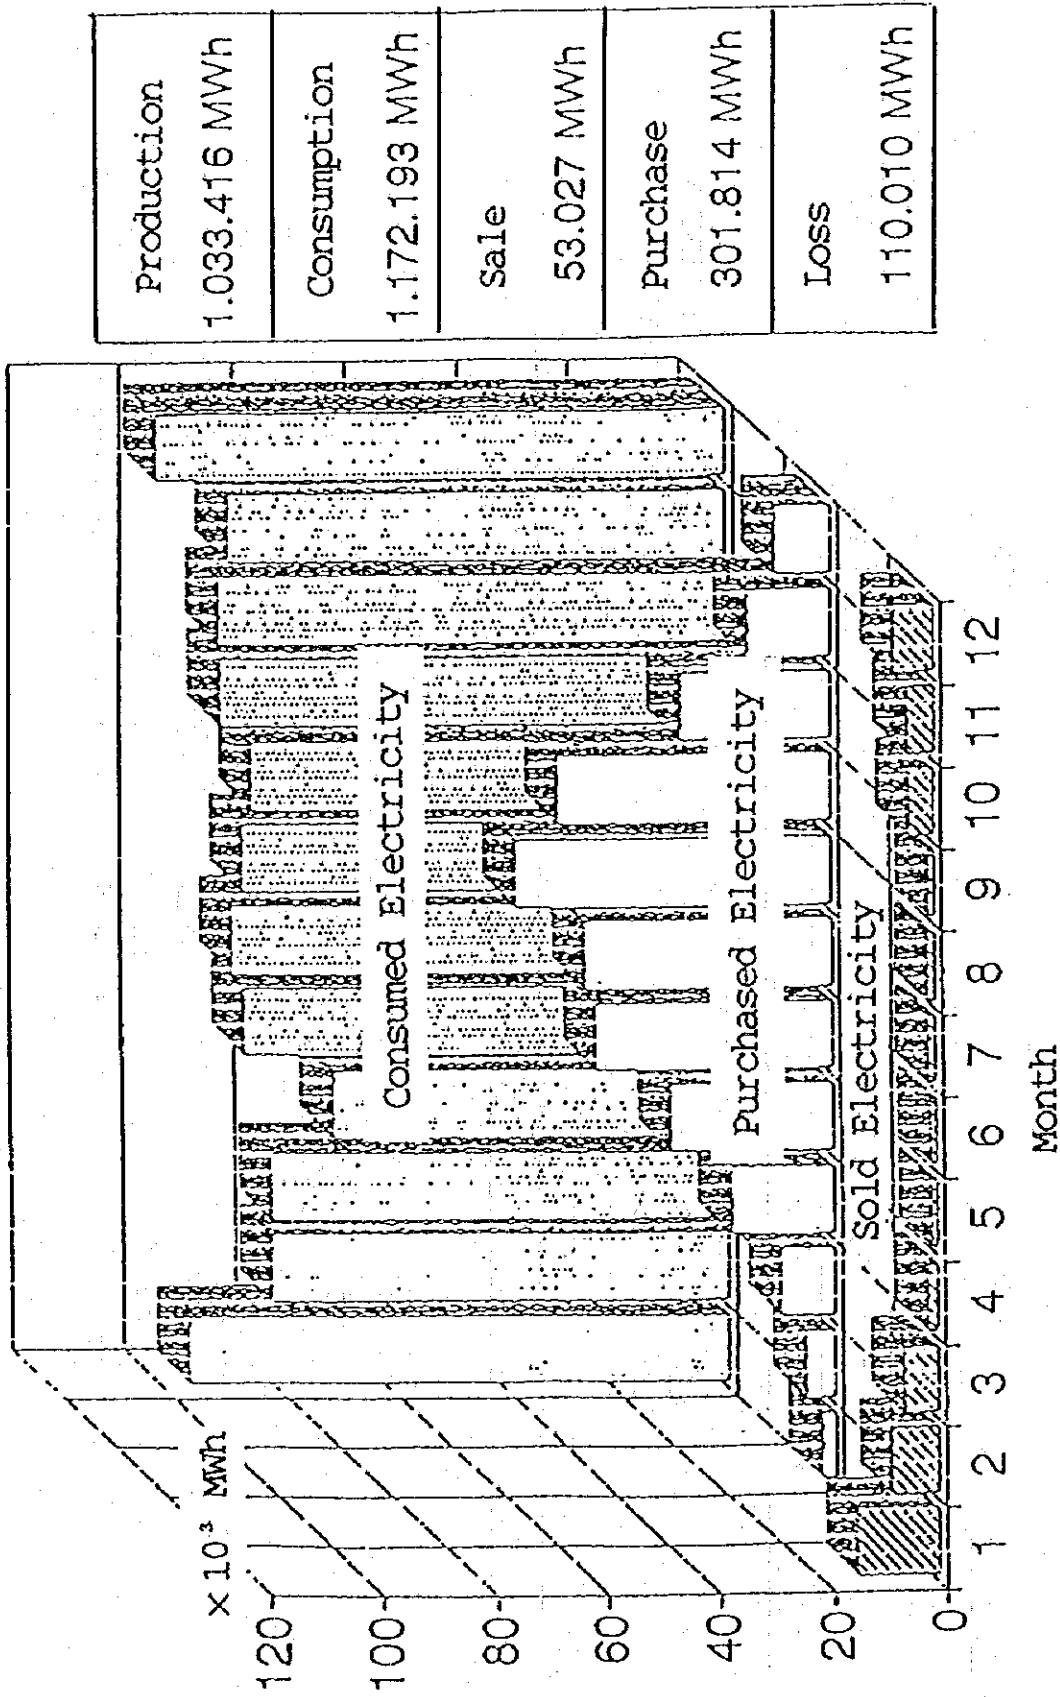 × 10³ MWh
120
100
80
60
40
20
0
Consumed Electricity
Purchased Electricity
Sold Electricity
1 2 3 4 5 6 7 8 9 10 11 12
Month
Production
1.033.416 MWh
Consumption
1.172.193 MWh
Sale
53.027 MWh
Purchase
301.814 MWh
Loss
110.010 MWh